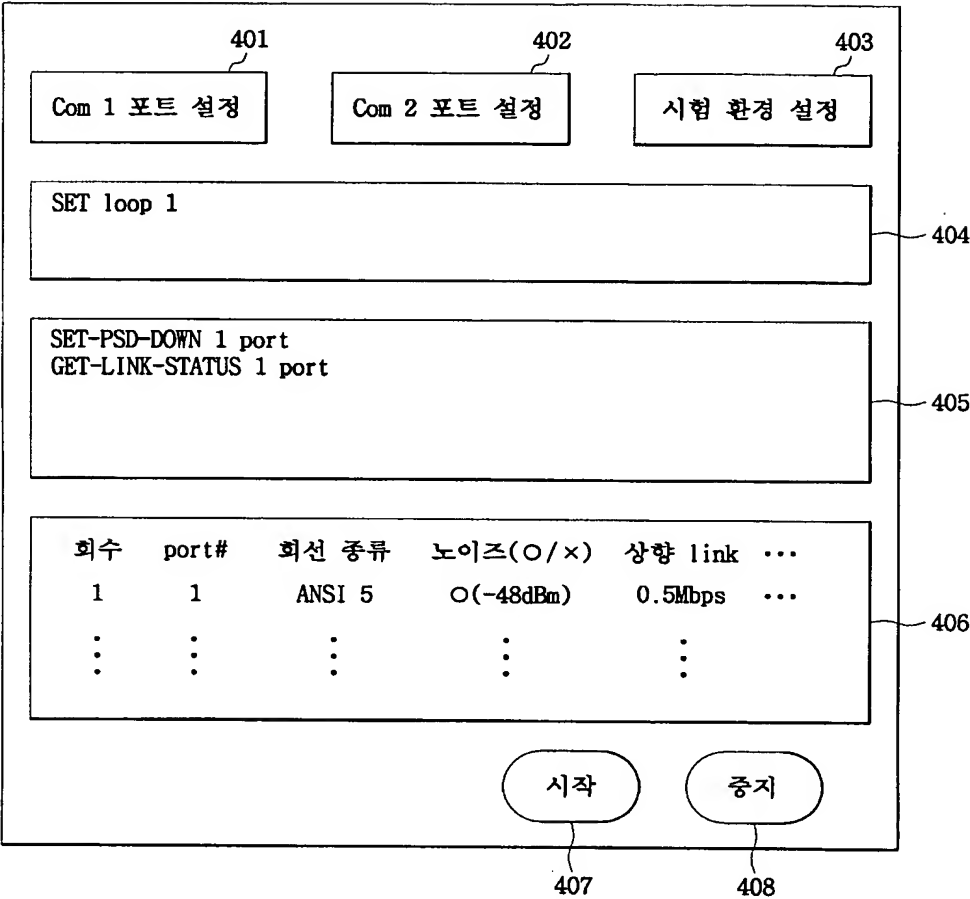 401 402 403
Com 1 포트 설정 Com 2 포트 설정 시험 환경 설정
SET loop 1
404
SET-PSD-DOWN 1 port
GET-LINK-STATUS 1 port
405
회수 port# 회선 종류 노이즈(○/×) 상향 link ···
1 1 ANSI 5 ○(-48dBm) 0.5Mbps ···
406
시작 중지
407 408